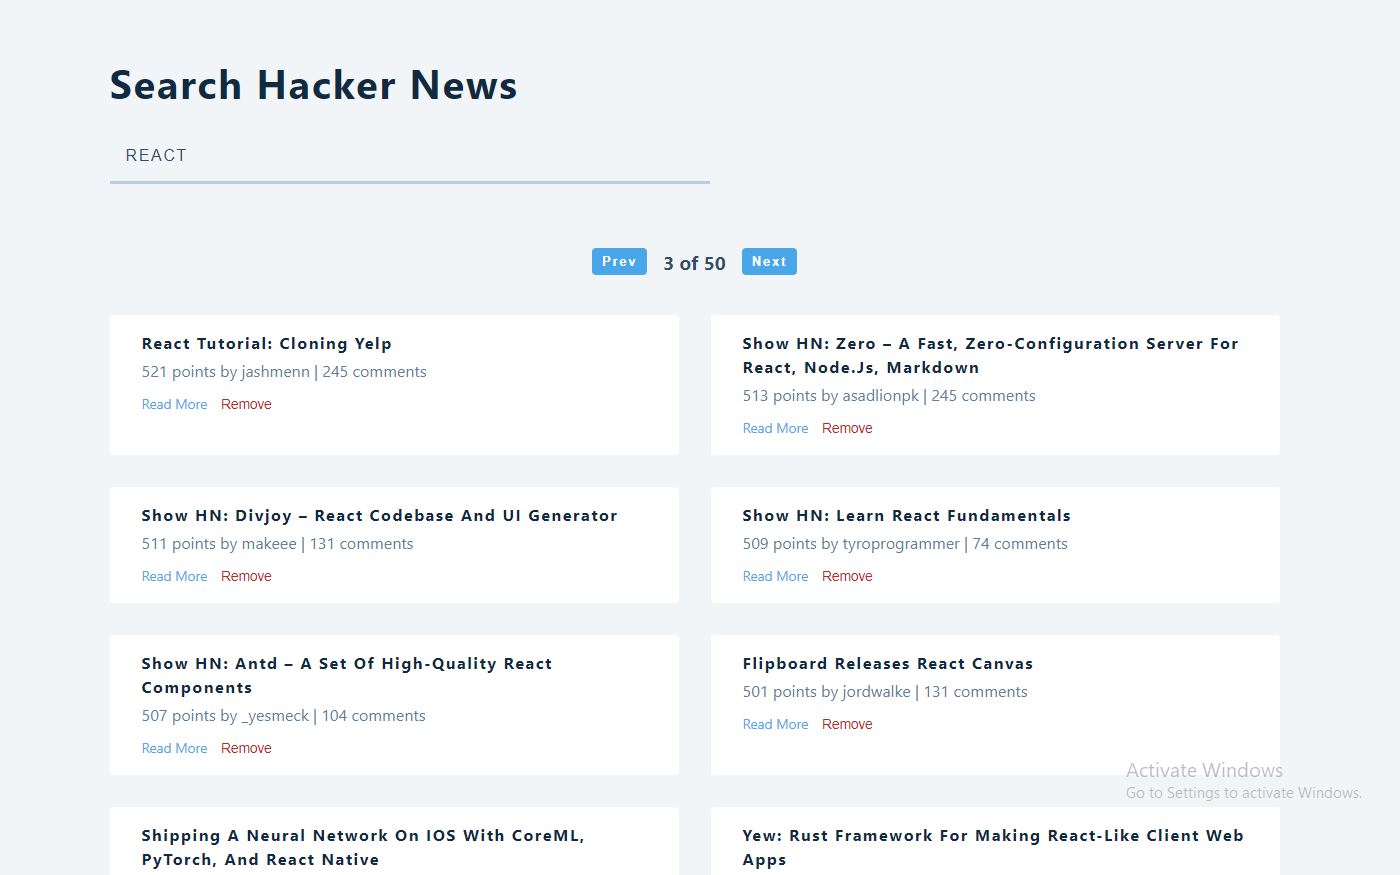 Search Hacker News
REACT
Prev 3 of 50 Next
React Tutorial: Cloning Yelp
521 points by jashmenn | 245 comments
Read More Remove
Show HN: Zero – A Fast, Zero-Configuration Server For
React, Node.Js, Markdown
513 points by asadlionpk | 245 comments
Read More Remove
Show HN: Divjoy – React Codebase And UI Generator
511 points by makeee | 131 comments
Read More Remove
Show HN: Learn React Fundamentals
509 points by tyroprogrammer | 74 comments
Read More Remove
Show HN: Antd – A Set Of High-Quality React
Components
507 points by _yesmeck | 104 comments
Read More Remove
Flipboard Releases React Canvas
501 points by jordwalke | 131 comments
Read More Remove
Shipping A Neural Network On IOS With CoreML,
PyTorch, And React Native
Yew: Rust Framework For Making React-Like Client Web
Apps
Activate Windows
Go to Settings to activate Windows.